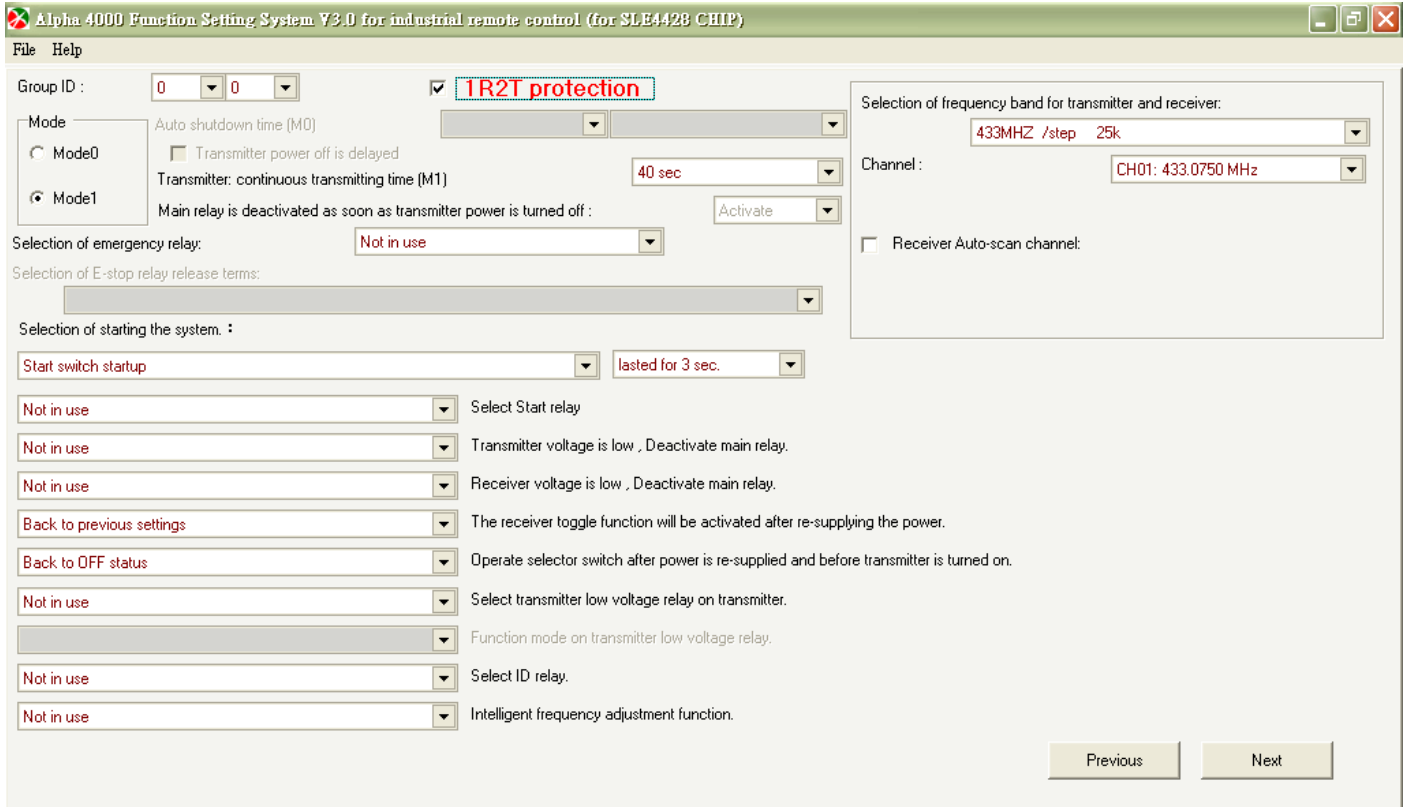 Alpha 4000 Function Setting System V3.0 for industrial remote control (for SLE4428 CHIP)
File Help
Group ID : 0 0 1R2T protection
Mode
Mode0
Mode1
Auto shutdown time (M0)
Transmitter power off is delayed
Transmitter: continuous transmitting time (M1) 40 sec
Main relay is deactivated as soon as transmitter power is turned off : Activate
Selection of emergency relay: Not in use
Selection of E-stop relay release terms:
Selection of starting the system. :
Start switch startup lasted for 3 sec.
Not in use Select Start relay
Not in use Transmitter voltage is low , Deactivate main relay.
Not in use Receiver voltage is low , Deactivate main relay.
Back to previous settings The receiver toggle function will be activated after re-supplying the power.
Back to OFF status Operate selector switch after power is re-supplied and before transmitter is turned on.
Not in use Select transmitter low voltage relay on transmitter.
Function mode on transmitter low voltage relay.
Not in use Select ID relay.
Not in use Intelligent frequency adjustment function.
Selection of frequency band for transmitter and receiver:
433MHZ /step 25k
Channel : CH01: 433.0750 MHz
Receiver Auto-scan channel:
Previous Next